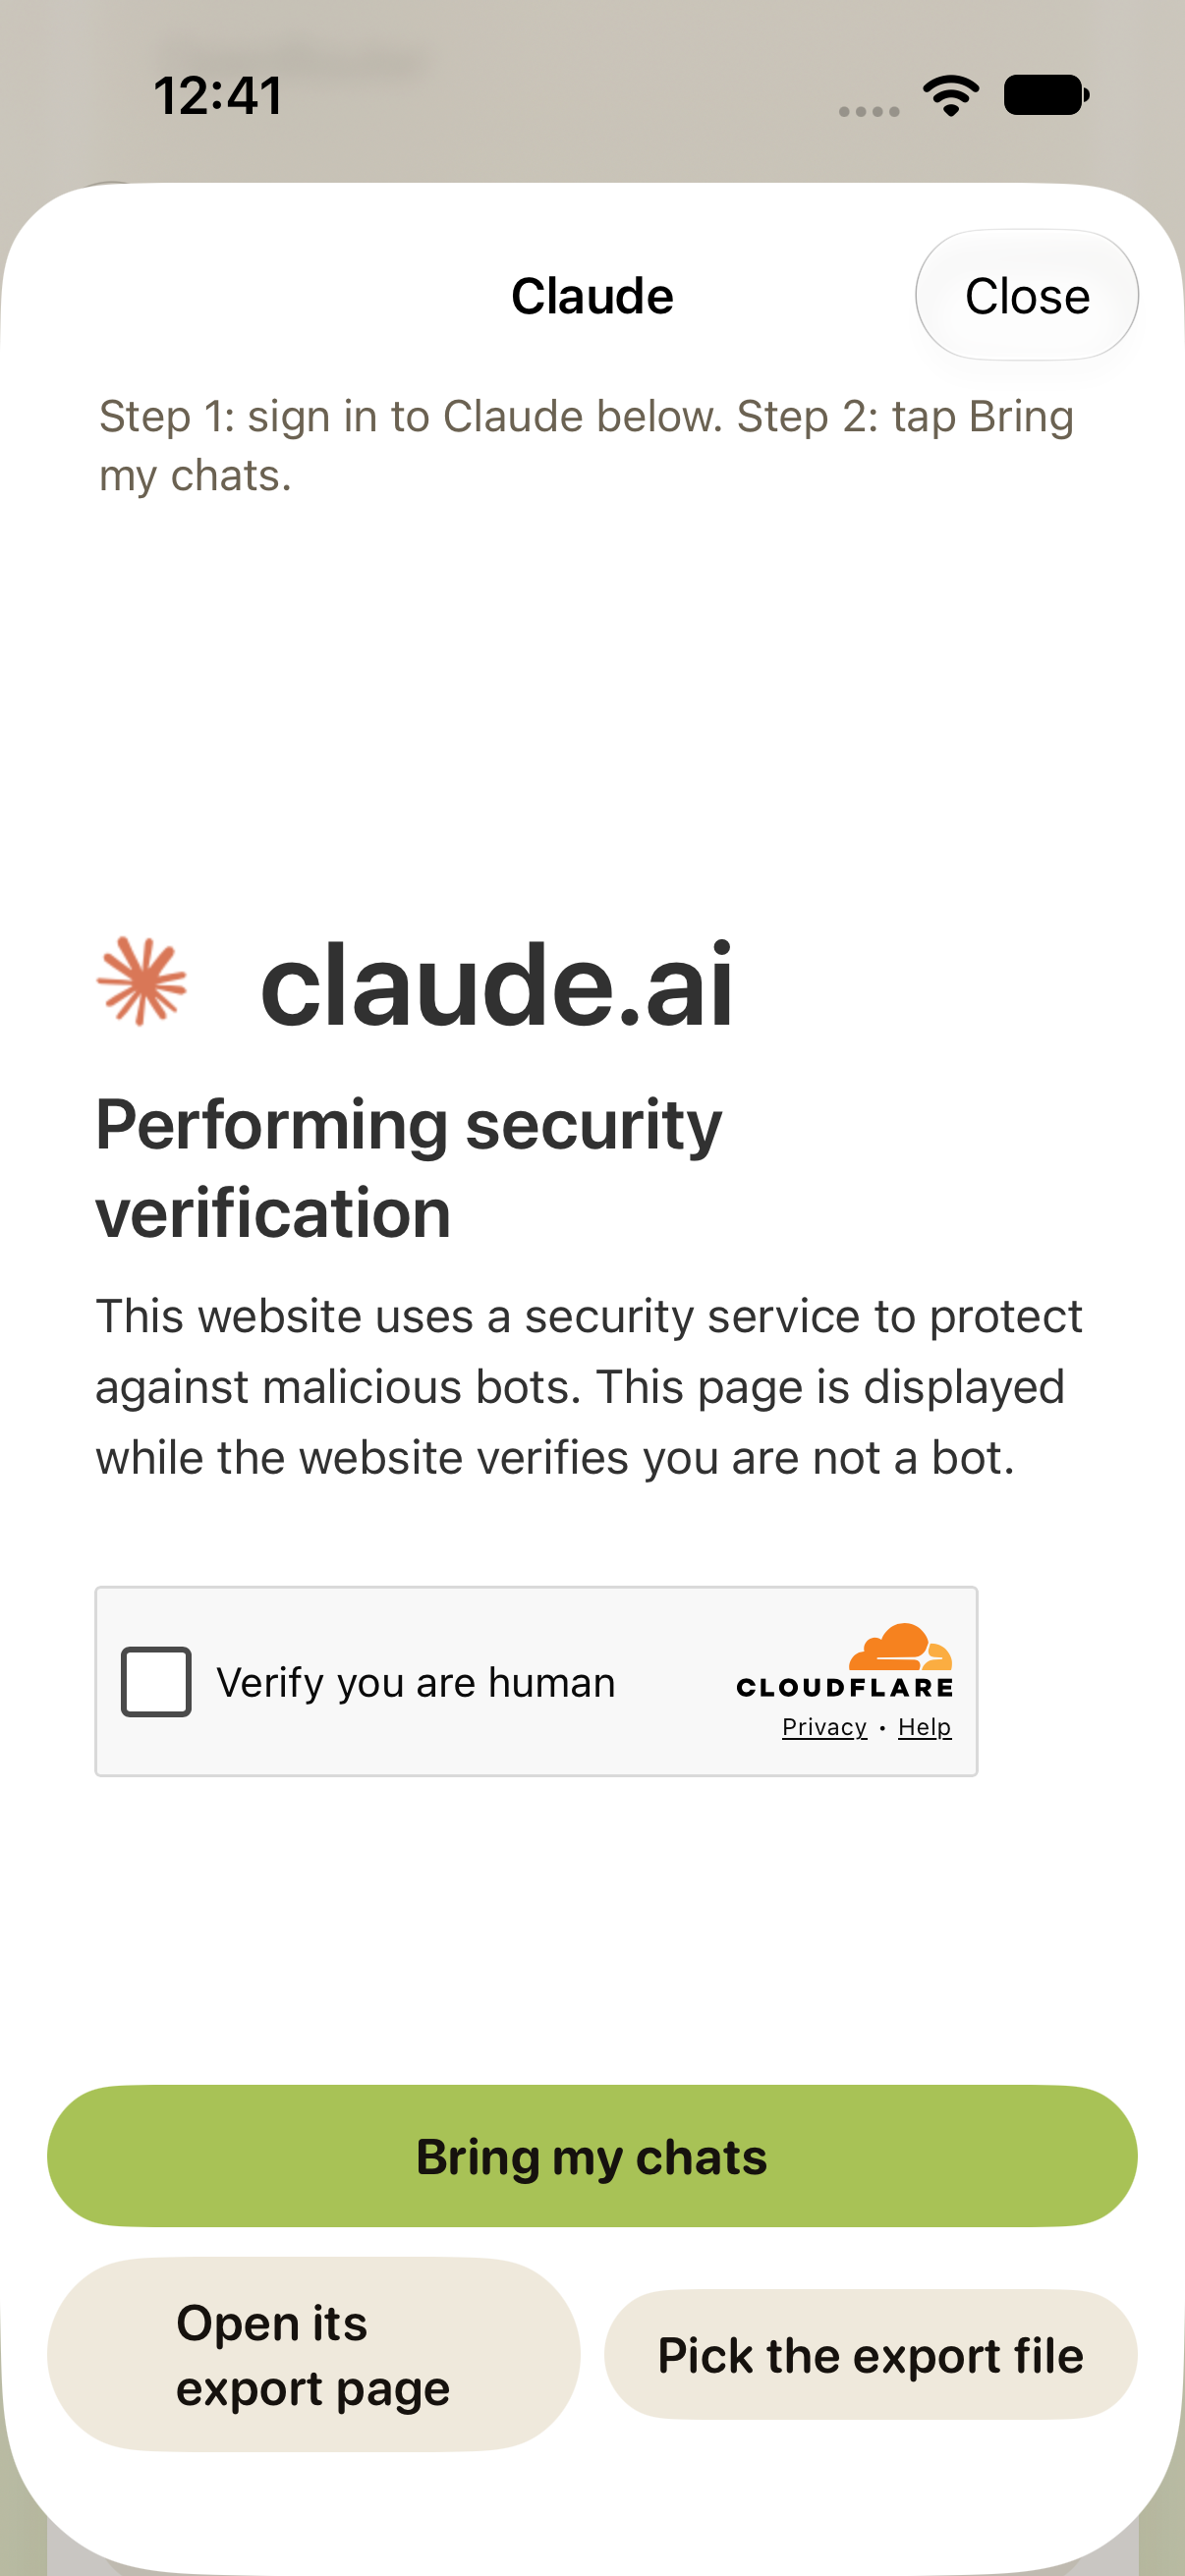 12:41
Claude
Close
Step 1: sign in to Claude below. Step 2: tap Bring
my chats.
claude.ai
Performing security
verification
This website uses a security service to protect
against malicious bots. This page is displayed
while the website verifies you are not a bot.
Verify you are human
CLOUDFLARE
Privacy • Help
Bring my chats
Open its
export page
Pick the export file